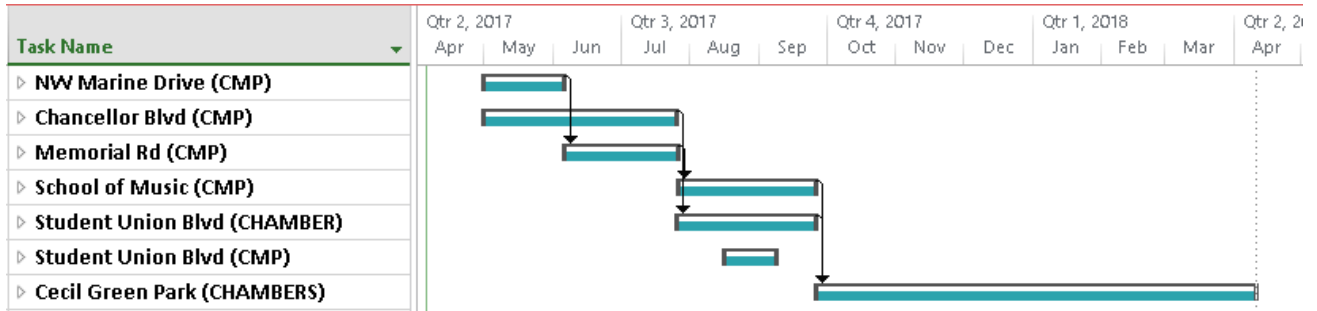 Qtr 2, 2017 Qtr 3, 2017 Qtr 4, 2017 Qtr 1, 2018 Qtr 2,
Task Name Apr May Jun Jul Aug Sep Oct Nov Dec Jan Feb Mar Apr
NW Marine Drive (CMP)
Chancellor Blvd (CMP)
Memorial Rd (CMP)
School of Music (CMP)
Student Union Blvd (CHAMBER)
Student Union Blvd (CMP)
Cecil Green Park (CHAMBERS)